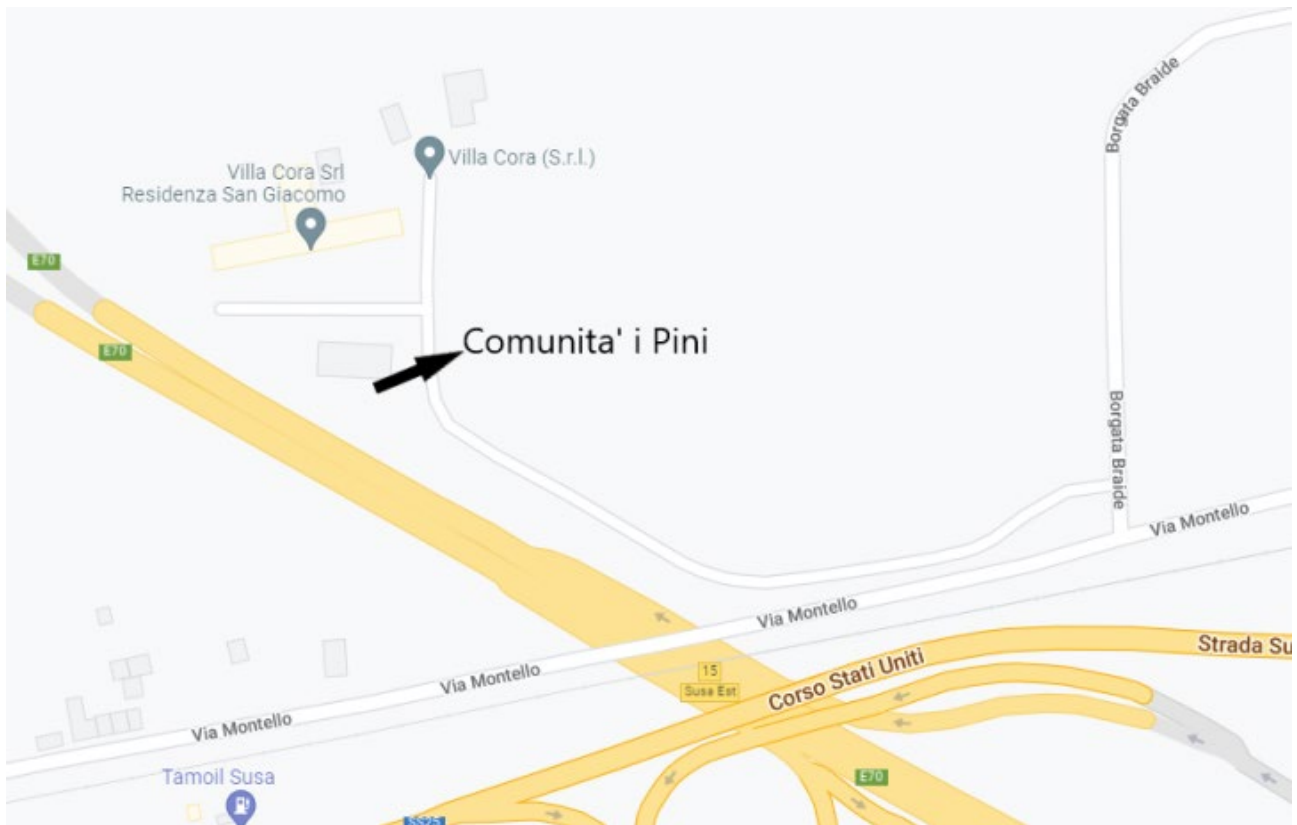 Borgata Braide
Villa Cora (S.r.l.)
Villa Cora Srl
Residenza San Giacomo
E70
E70
Comunita' i Pini
Borgata Braide
Via Montello
Via Montello
Via Montello
Via Montello
15
Susa Est
Corso Stati Uniti
Strada Su
Tamoil Susa
E70
SS25